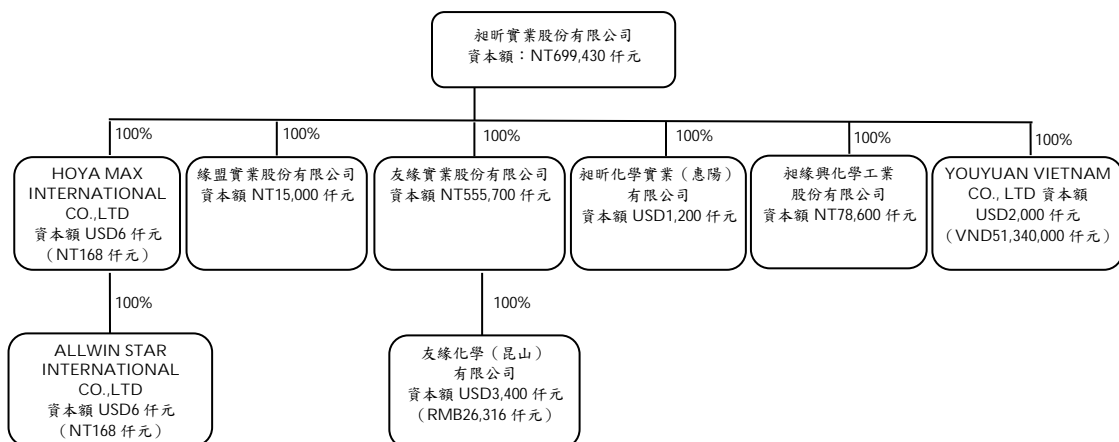 昶昕實業股份有限公司
資本額：NT699,430 仟元
100%
100%
100%
100%
100%
100%
HOYA MAX
INTERNATIONAL
CO.,LTD
資本額 USD6 仟元
（NT168 仟元）
緣盟實業股份有限公司
資本額 NT15,000 仟元
友緣實業股份有限公司
資本額 NT555,700 仟元
昶昕化學實業（惠陽）
有限公司
資本額 USD1,200 仟元
昶緣興化學工業
股份有限公司
資本額 NT78,600 仟元
YOUYUAN VIETNAM
CO., LTD 資本額
USD2,000 仟元
（VND51,340,000 仟元）
100%
100%
ALLWIN STAR
INTERNATIONAL
CO.,LTD
資本額 USD6 仟元
（NT168 仟元）
友緣化學（昆山）
有限公司
資本額 USD3,400 仟元
（RMB26,316 仟元）